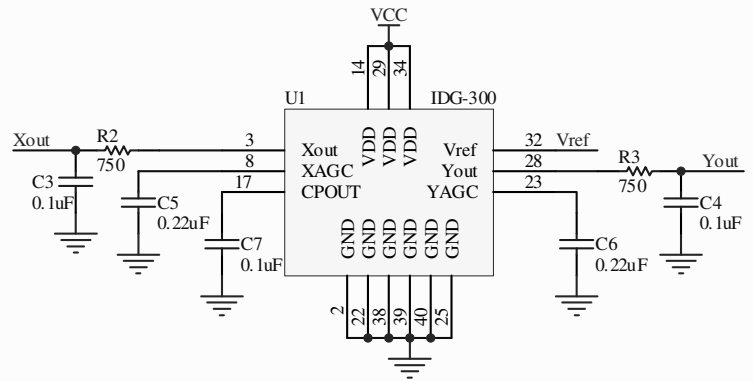 VCC
14 29 34
U1 IDG-300
Xout R2 3 Xout VDD VDD VDD Vref 32 Vref
750 8 XAGC Yout 28 R3 Yout
C3 17 CPOUT YAGC 23 750
0.1uF C5 C4
0.22uF 0.1uF
C7 GND GND GND GND GND GND C6
0.1uF 0.22uF
2 22 38 39 40 25